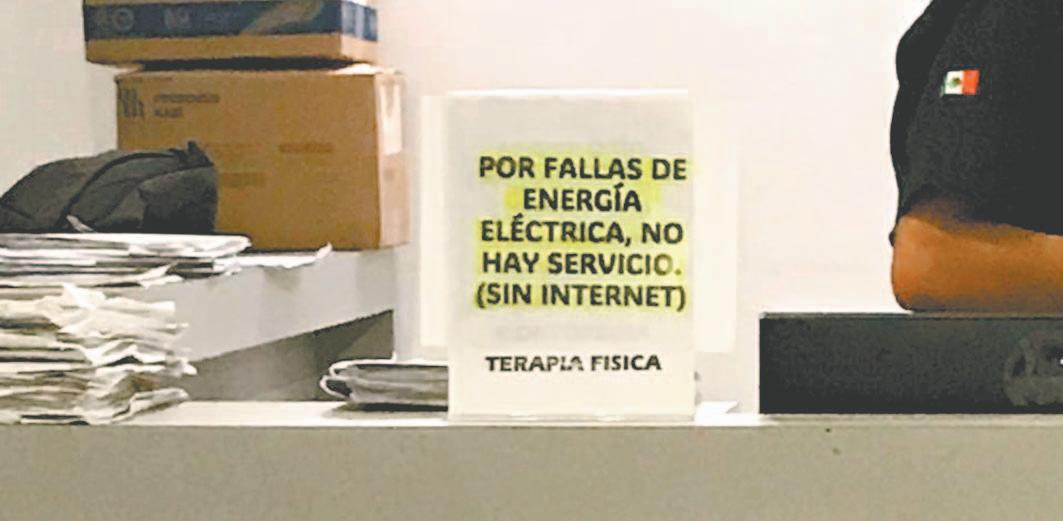 POR FALLAS DE
ENERGÍA
ELÉCTRICA, NO
HAY SERVICIO.
(SIN INTERNET)
TERAPIA FISICA